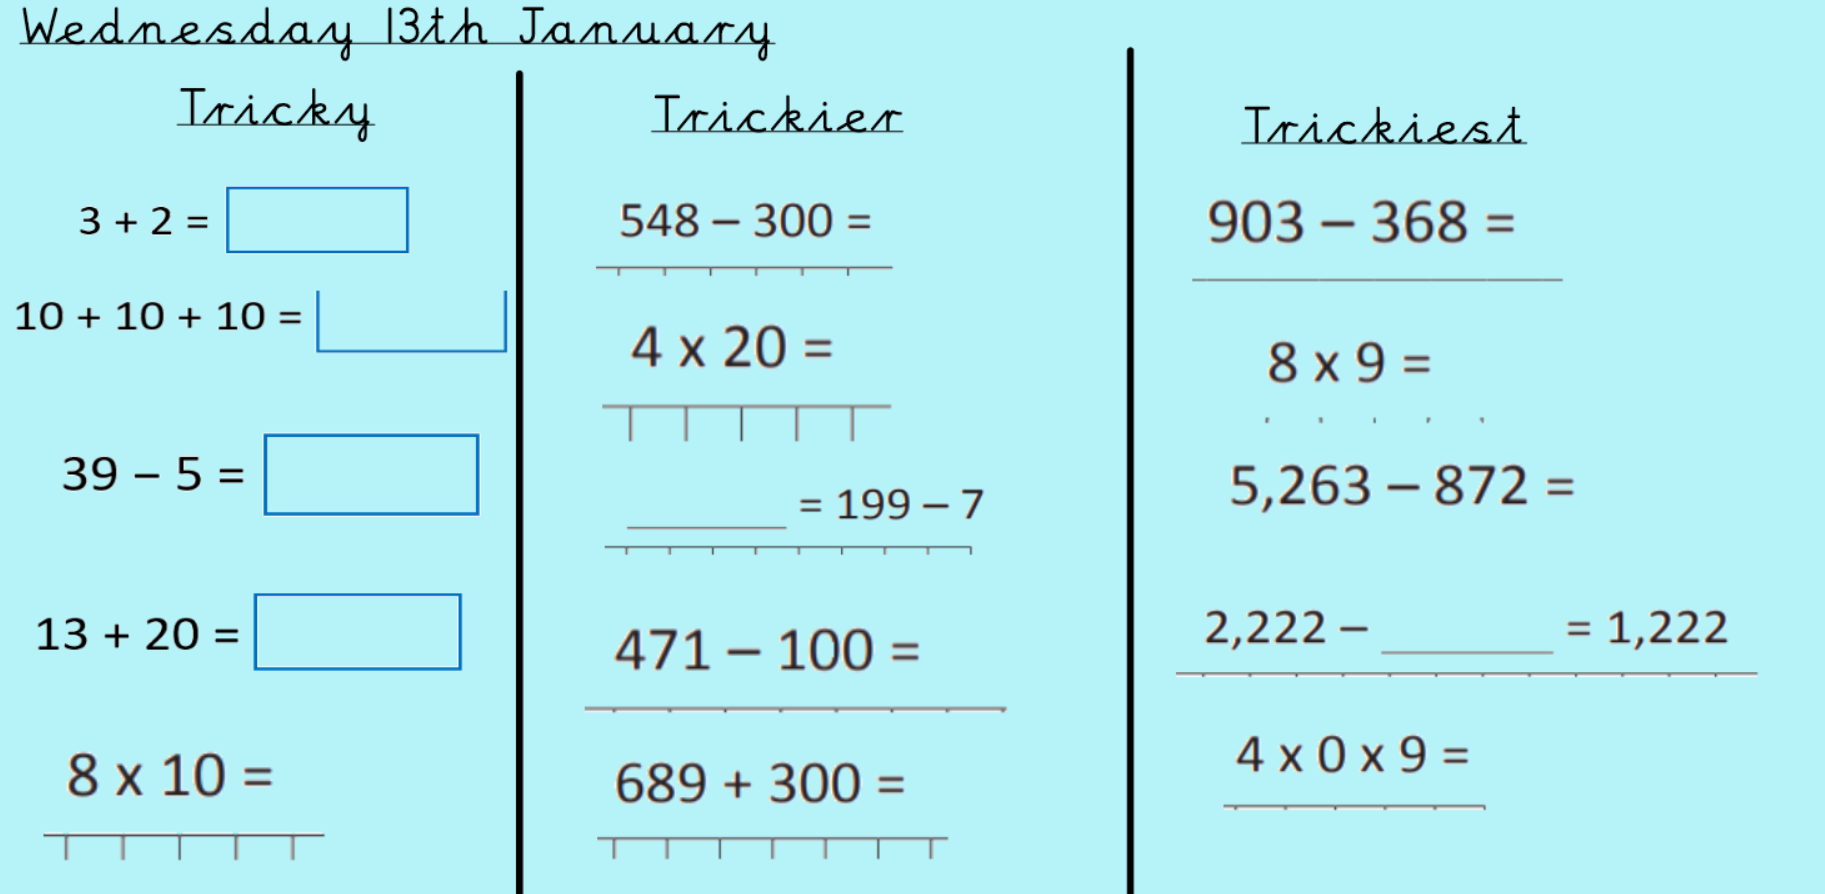 Wednesday 13th January
Tricky
3 + 2 =
10 + 10 + 10 =
39 – 5 =
13 + 20 =
8 x 10 =
Trickier
548 – 300 =
4 x 20 =
_______ = 199 – 7
471 – 100 =
689 + 300 =
Trickiest
903 – 368 =
8 x 9 =
5,263 – 872 =
2,222 – _______ = 1,222
4 x 0 x 9 =